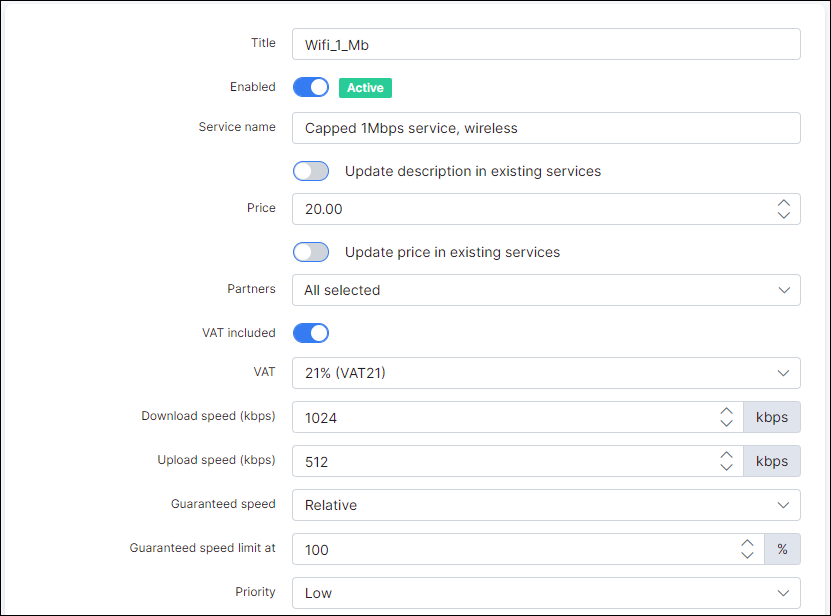 Title Wifi_1_Mb
Enabled Active
Service name Capped 1Mbps service, wireless
Update description in existing services
Price 20.00
Update price in existing services
Partners All selected
VAT included
VAT 21% (VAT21)
Download speed (kbps) 1024 kbps
Upload speed (kbps) 512 kbps
Guaranteed speed Relative
Guaranteed speed limit at 100 %
Priority Low